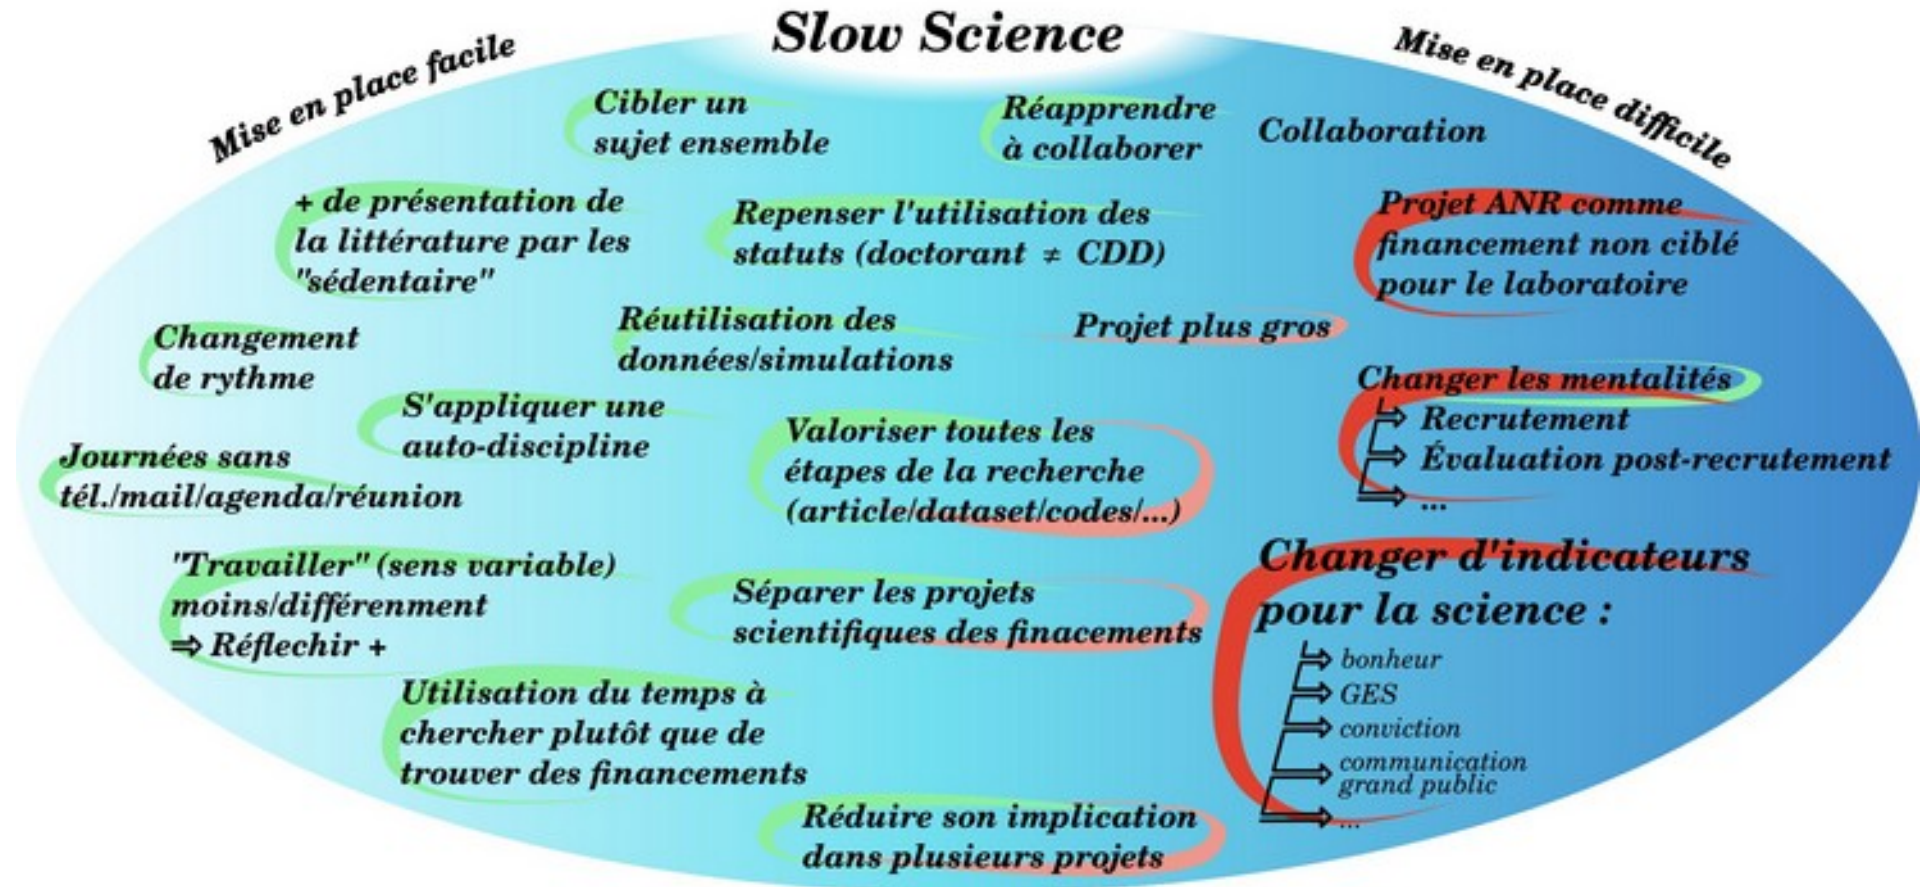 Slow Science
Mise en place facile
Mise en place difficile
Cibler un
sujet ensemble
Réapprendre
à collaborer
Collaboration
+ de présentation de
la littérature par les
"sédentaire"
Repenser l'utilisation des
statuts (doctorant ≠ CDD)
Projet ANR comme
financement non ciblé
pour le laboratoire
Changement
de rythme
Réutilisation des
données/simulations
Projet plus gros
Changer les mentalités
Recrutement
Évaluation post-recrutement
...
S'appliquer une
auto-discipline
Valoriser toutes les
étapes de la recherche
(article/dataset/codes/...)
Journées sans
tél./mail/agenda/réunion
"Travailler" (sens variable)
moins/différenment
⇒ Réflechir +
Séparer les projets
scientifiques des finacements
Changer d'indicateurs
pour la science :
bonheur
GES
conviction
communication
grand public
...
Utilisation du temps à
chercher plutôt que de
trouver des financements
Réduire son implication
dans plusieurs projets